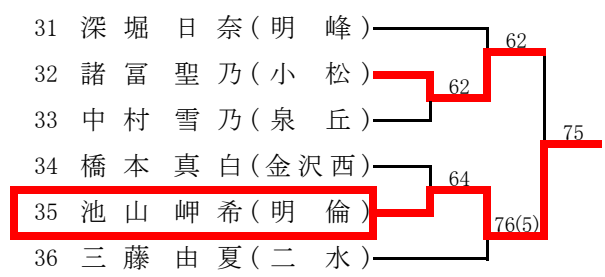 31 深堀日奈(明峰)
62
32 諸冨聖乃(小松)
62
33 中村雪乃(泉丘)
75
34 橋本真白(金沢西)
64
35 池山岬希(明倫)
76(5)
36 三藤由夏(二水)